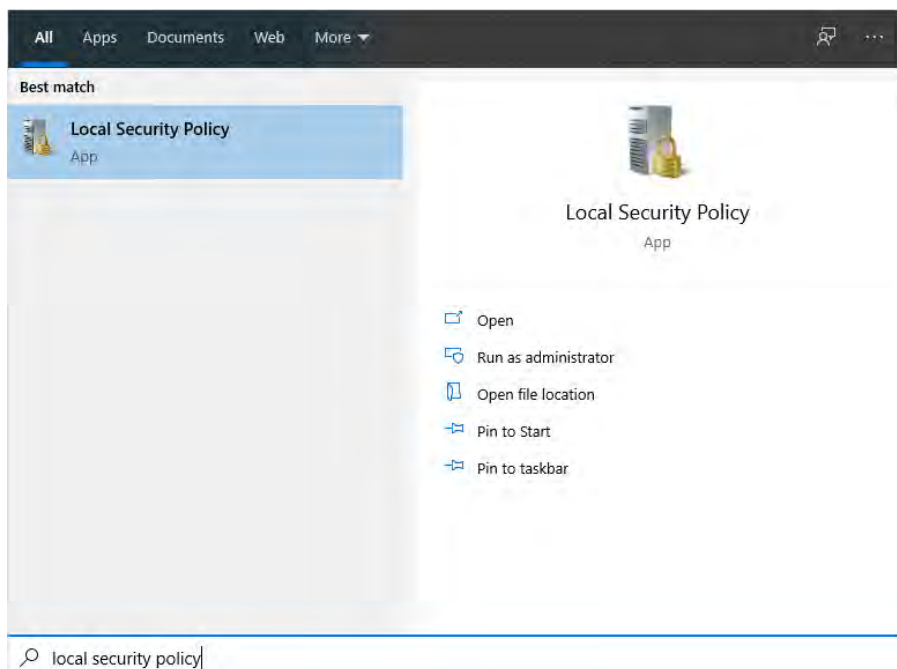 All Apps Documents Web More
Best match
Local Security Policy
App
Local Security Policy
App
Open
Run as administrator
Open file location
Pin to Start
Pin to taskbar
local security policy